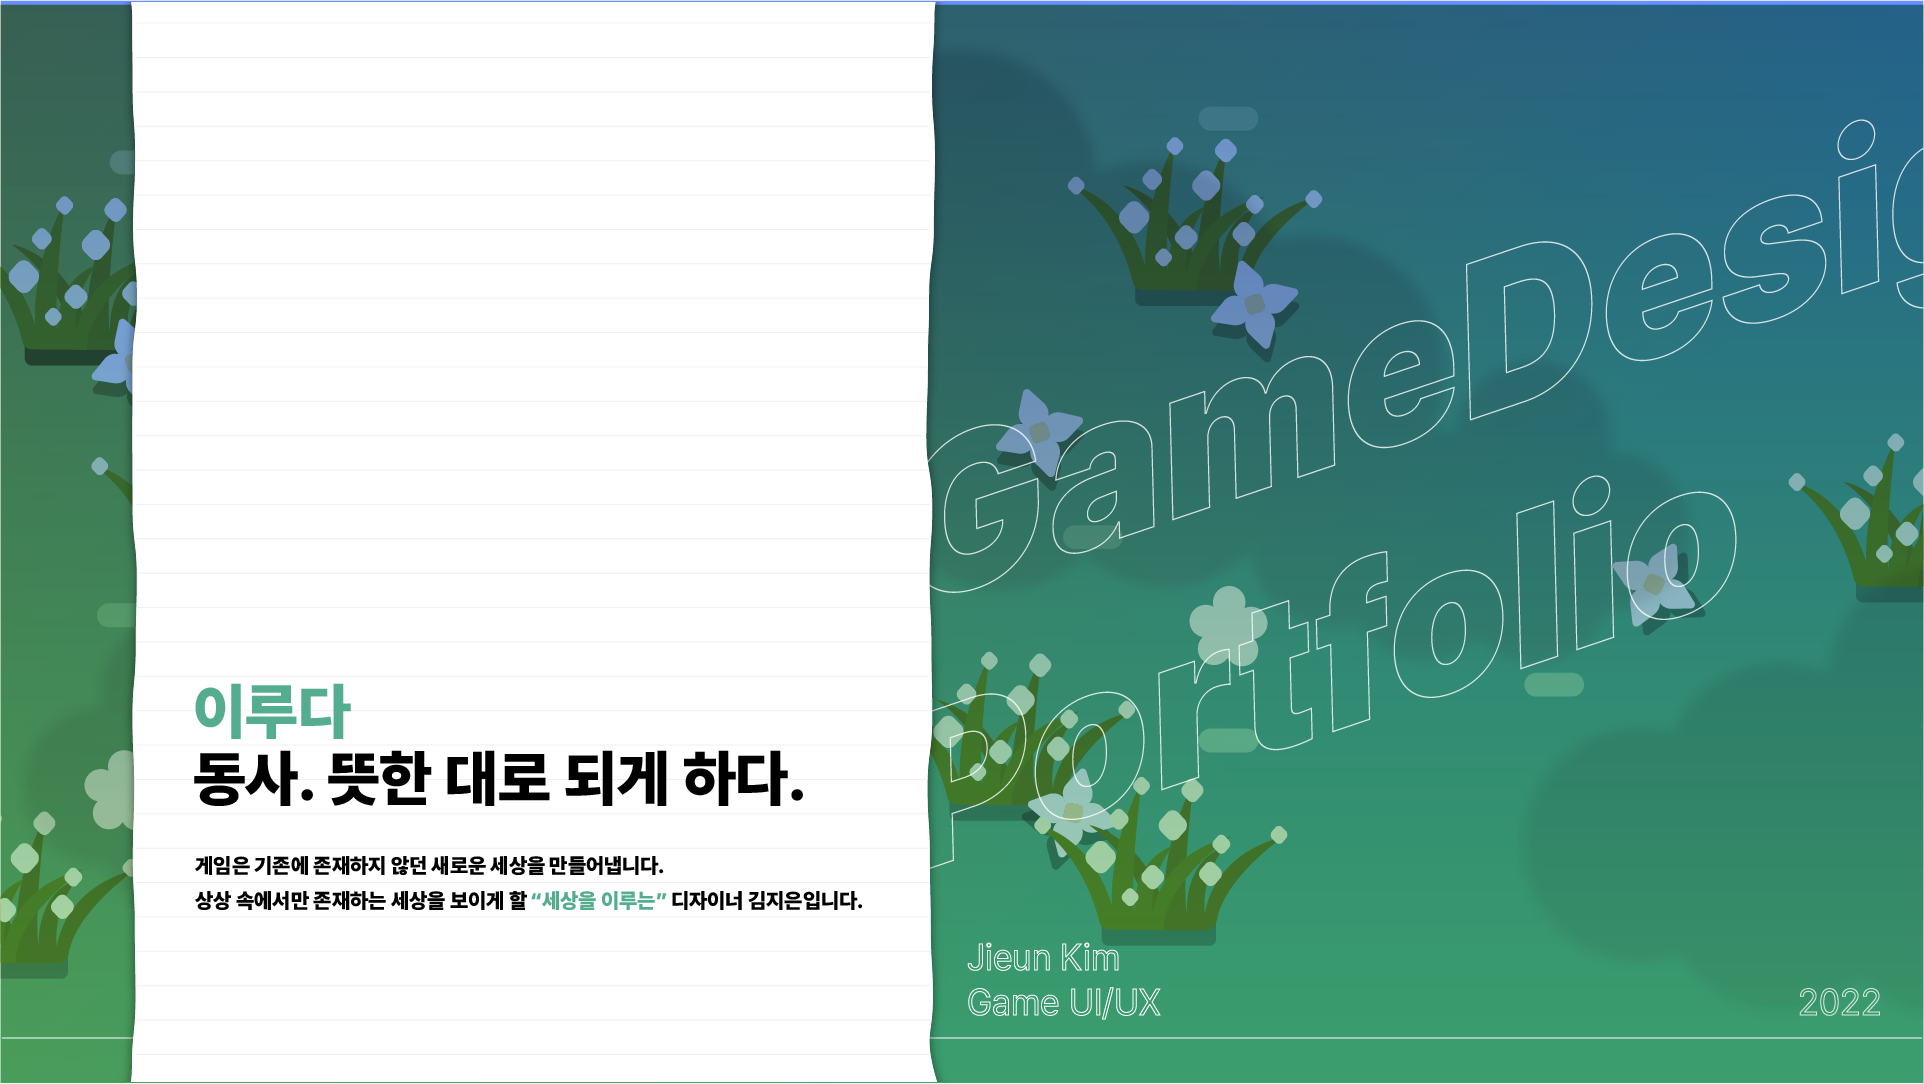 이루다
동사. 뜻한 대로 되게 하다.
게임은 기존에 존재하지 않던 새로운 세상을 만들어냅니다.
상상 속에서만 존재하는 세상을 보이게 할 “세상을 이루는” 디자이너 김지은입니다.
GameDesig
Portfolio
Jieun Kim
Game UI/UX
2022